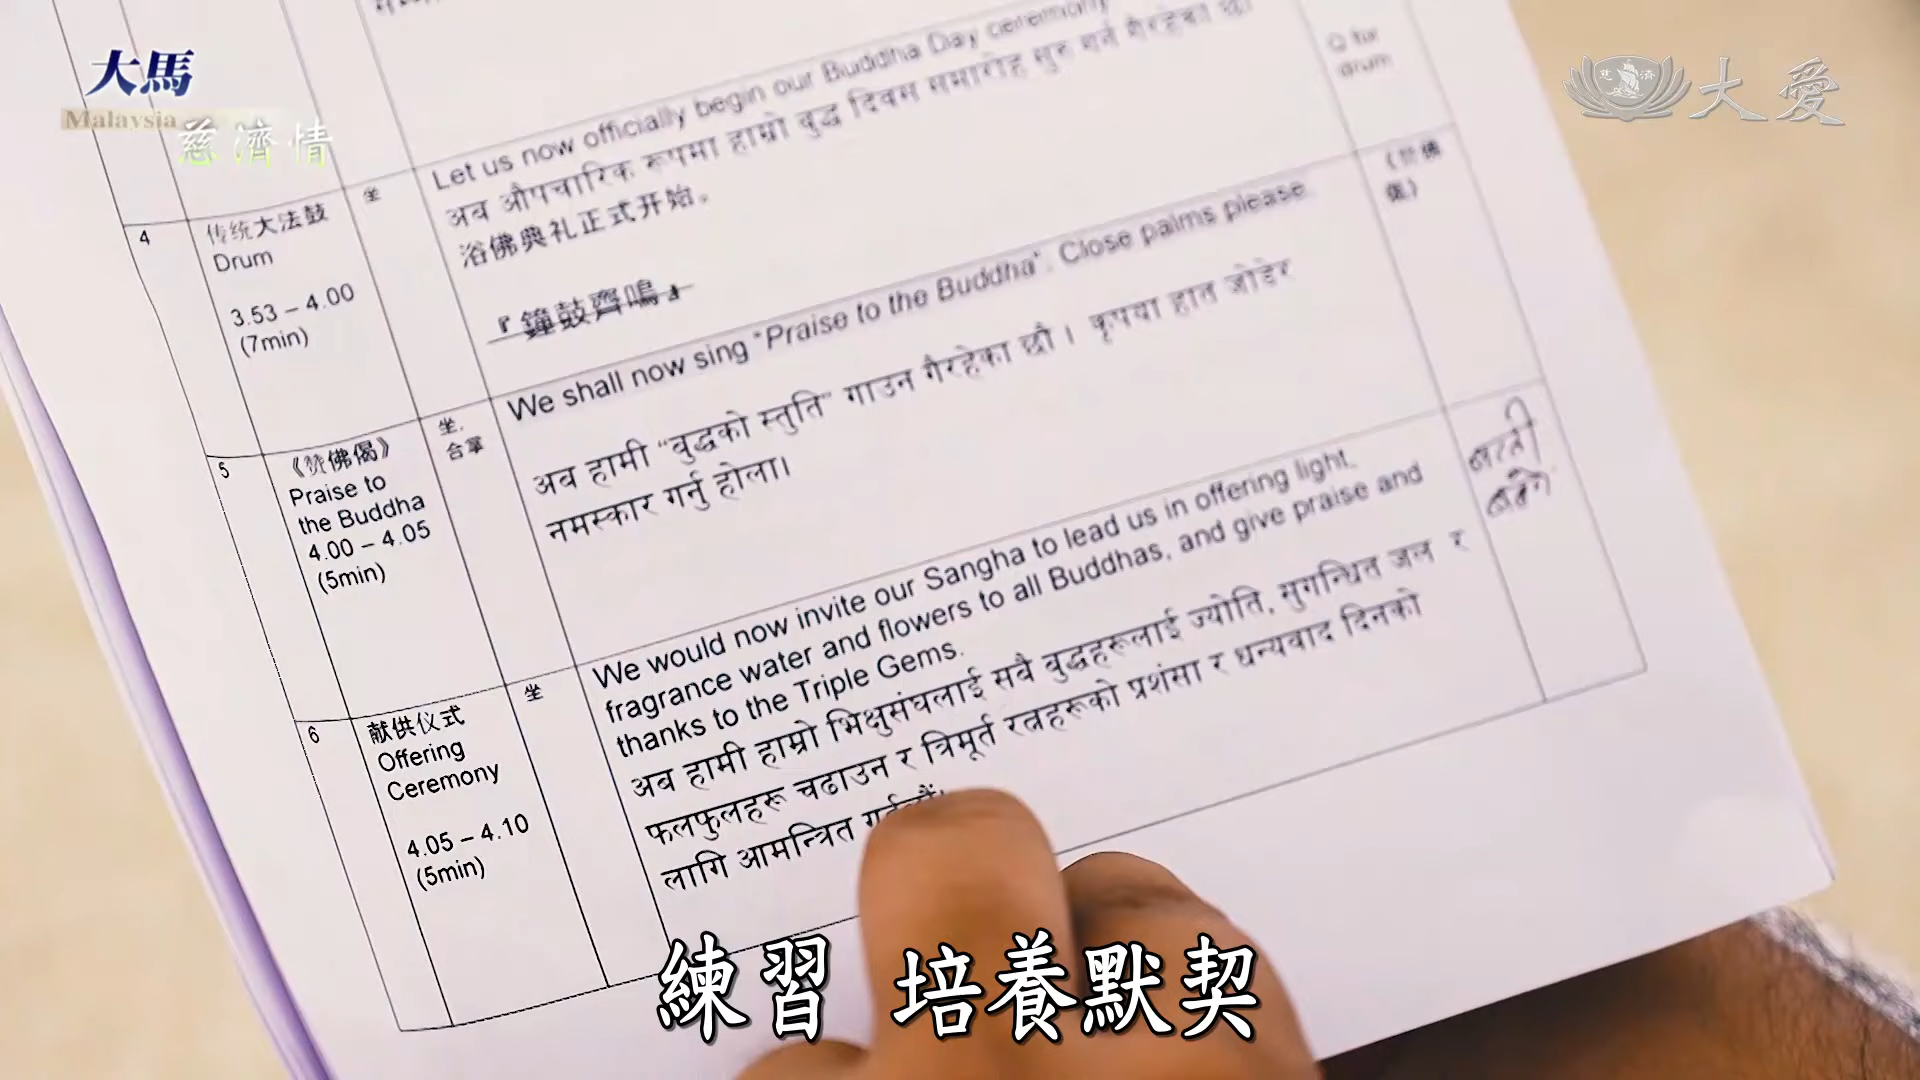 大馬
Malaysia
慈濟情
大愛
Let us now officially begin our Buddha Day ceremony
अब औपचारिक रूपमा हाम्रो बुद्ध दिवस समारोह सुरु गर्न गैरहेका छौ
浴佛典礼正式开始。
『鐘鼓齊鳴』
drum
4
传统大法鼓
Drum
3.53 – 4.00
(7min)
坐
We shall now sing “Praise to the Buddha”. Close palms please.
अब हामी “बुद्धको स्तुति” गाउन गैरहेका छौ । कृपया हात जोडेर
नमस्कार गर्नु होला।
5
《赞佛偈》
Praise to
the Buddha
4.00 – 4.05
(5min)
坐.
合掌
We would now invite our Sangha to lead us in offering light,
fragrance water and flowers to all Buddhas, and give praise and
thanks to the Triple Gems.
अब हामी हाम्रो भिक्षुसंघलाई सबै बुद्धहरूलाई ज्योति, सुगन्धित जल र
फलफुलहरू चढाउन र त्रिमूर्त रत्नहरूको प्रशंसा र धन्यवाद दिनको
लागि आमन्त्रित
6
献供仪式
Offering
Ceremony
4.05 – 4.10
(5min)
坐
練習 培養默契